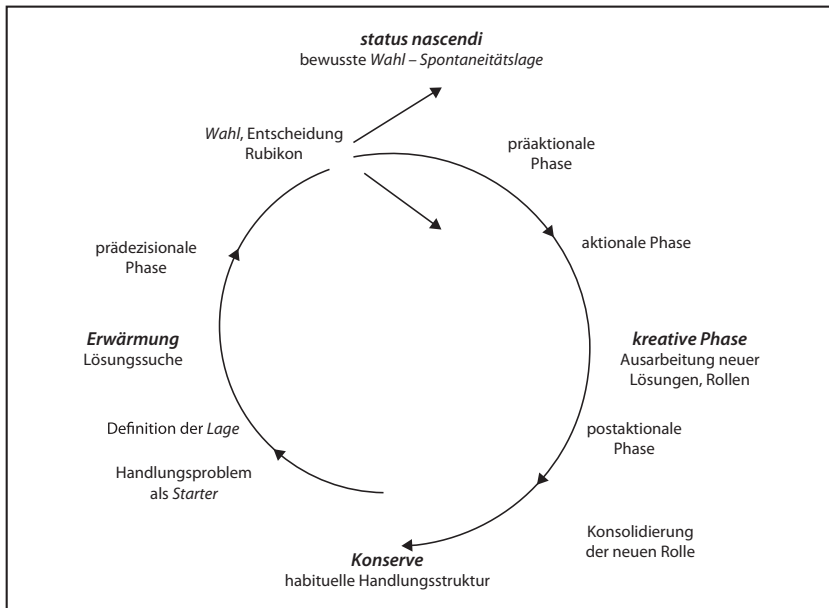 status nascendi
bewusste Wahl – Spontaneitätslage
Wahl, Entscheidung
Rubikon
präaktionale
Phase
prädezisionale
Phase
aktionale Phase
Erwärmung
Lösungssuche
kreative Phase
Ausarbeitung neuer
Lösungen, Rollen
Definition der Lage
postaktionale
Phase
Handlungsproblem
als Starter
Konsolidierung
der neuen Rolle
Konserve
habituelle Handlungsstruktur